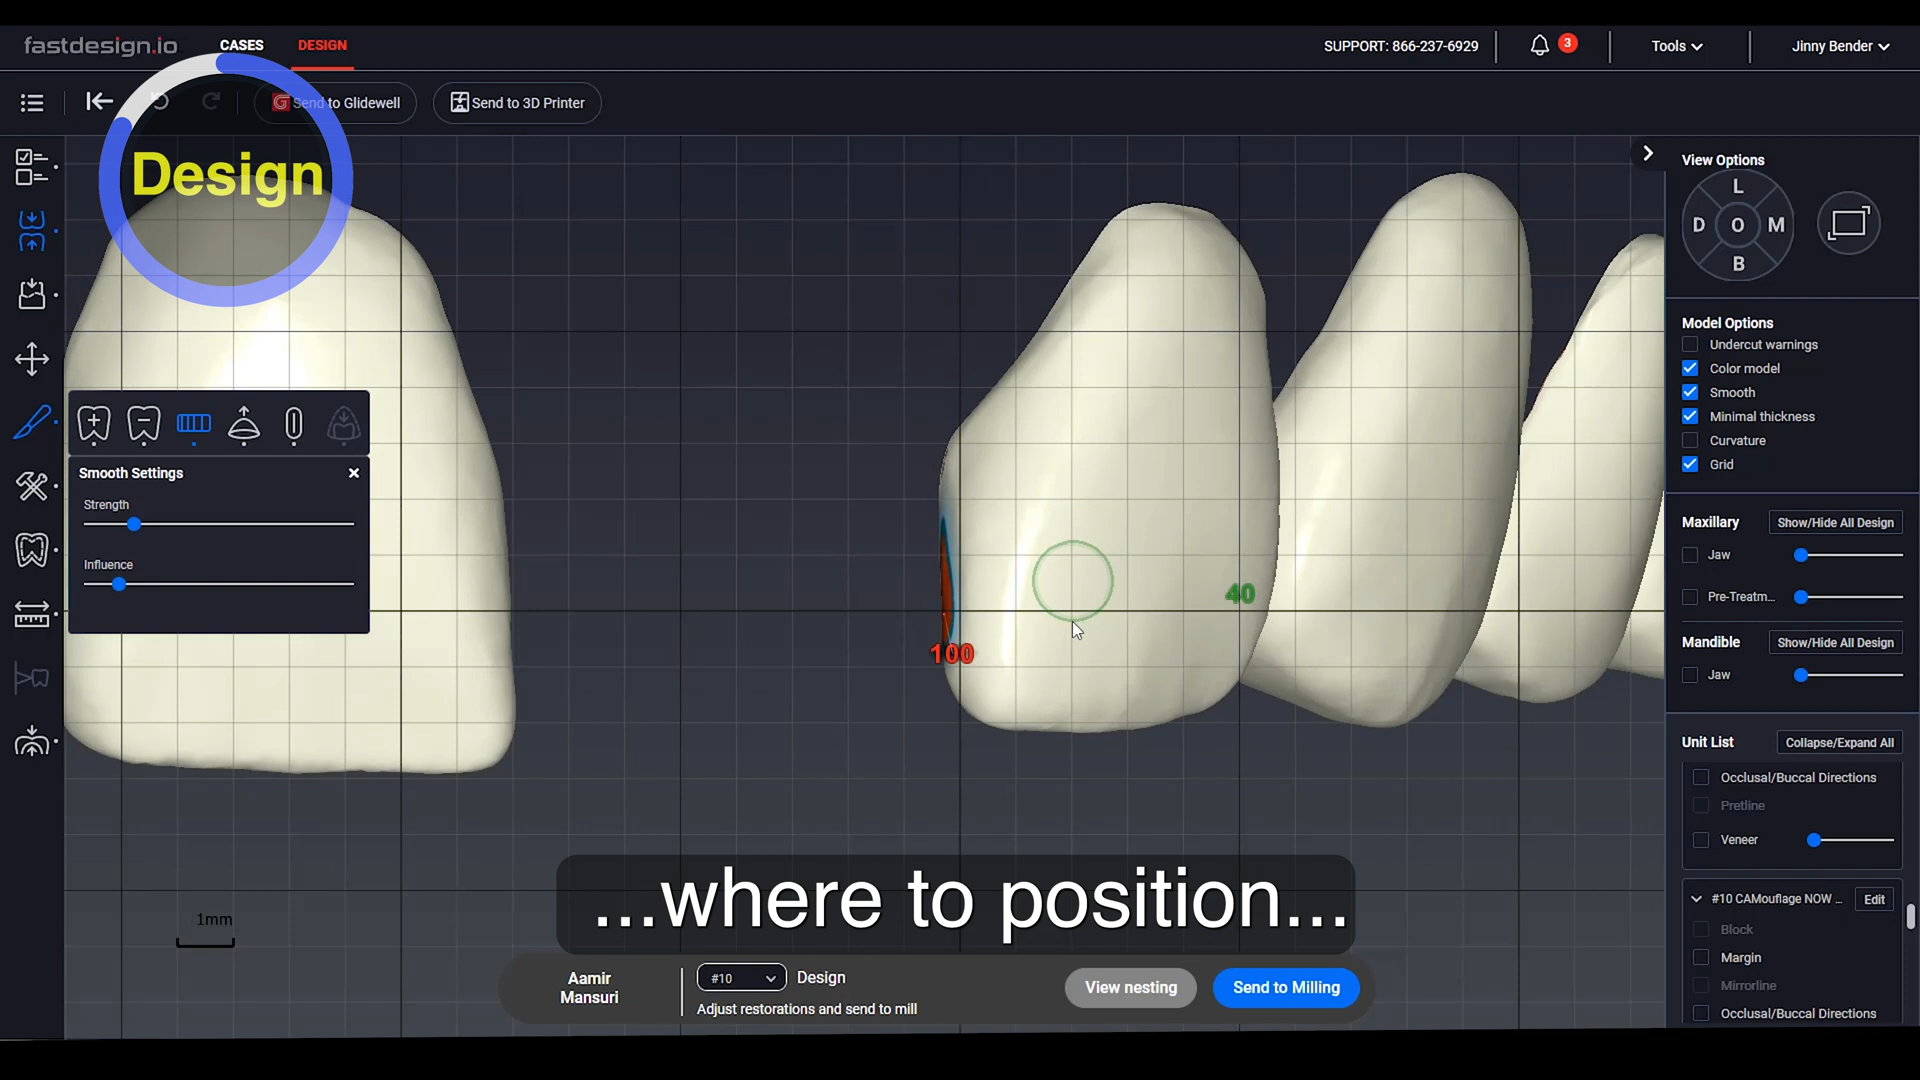 fastdesign.io
CASES
DESIGN
SUPPORT: 866-237-6929
3
Tools
Jinny Bender
Send to Glidewell
Send to 3D Printer
Design
View Options
L
D
O
M
B
Model Options
Undercut warnings
Color model
Smooth
Minimal thickness
Curvature
Grid
Smooth Settings
Strength
Influence
Maxillary
Show/Hide All Design
Jaw
Pre-Treatm...
Mandible
Show/Hide All Design
Jaw
40
100
Unit List
Collapse/Expand All
Occlusal/Buccal Directions
Pretline
Veneer
#10 CAMouflage NOW ...
Edit
Block
Margin
Mirrorline
Occlusal/Buccal Directions
1mm
...where to position...
Aamir
Mansuri
#10
Design
Adjust restorations and send to mill
View nesting
Send to Milling